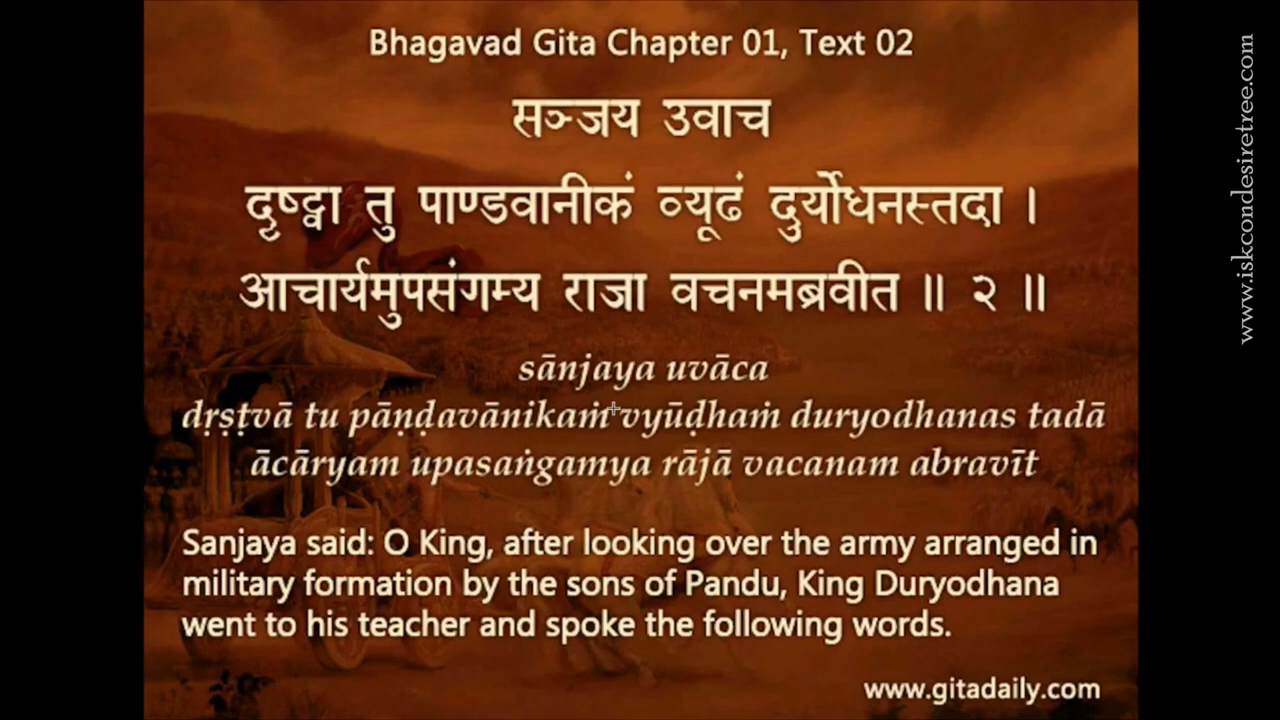 Bhagavad Gita Chapter 01, Text 02
सञ्जय उवाच
दृष्ट्वा तु पाण्डवानीकं व्यूढं दुर्योधनस्तदा ।
आचार्यमुपसंगम्य राजा वचनमब्रवीत ॥ २ ॥
sānjaya uvāca
dṛṣṭvā tu pāṇḍavānikaṁ vyūḍhaṁ duryodhanas tadā
ācāryam upasaṅgamya rājā vacanam abravīt
Sanjaya said: O King, after looking over the army arranged in
military formation by the sons of Pandu, King Duryodhana
went to his teacher and spoke the following words.
www.gitadaily.com
www.iskcondesiretree.com